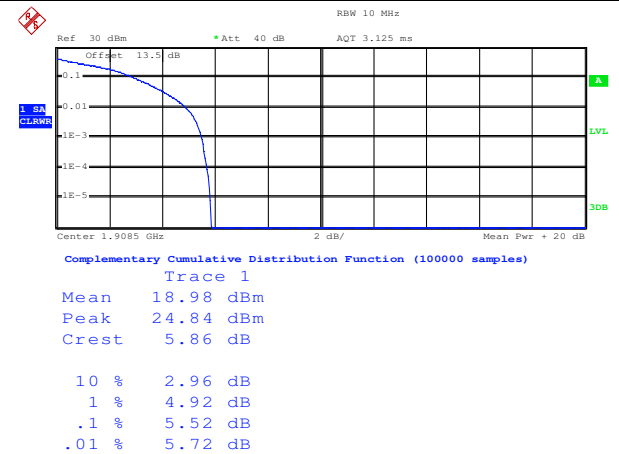 R S
RBW 10 MHz
Ref 30 dBm * Att 40 dB AQT 3.125 ms
Offset 13.5 dB
0.1
A
0.01
1 SA
CLRWR
LVL
1E-3
1E-4
1E-5
3DB
Center 1.9085 GHz 2 dB/ Mean Pwr + 20 dB
Complementary Cumulative Distribution Function (100000 samples)
Trace 1
Mean 18.98 dBm
Peak 24.84 dBm
Crest 5.86 dB
10 % 2.96 dB
1 % 4.92 dB
.1 % 5.52 dB
.01 % 5.72 dB